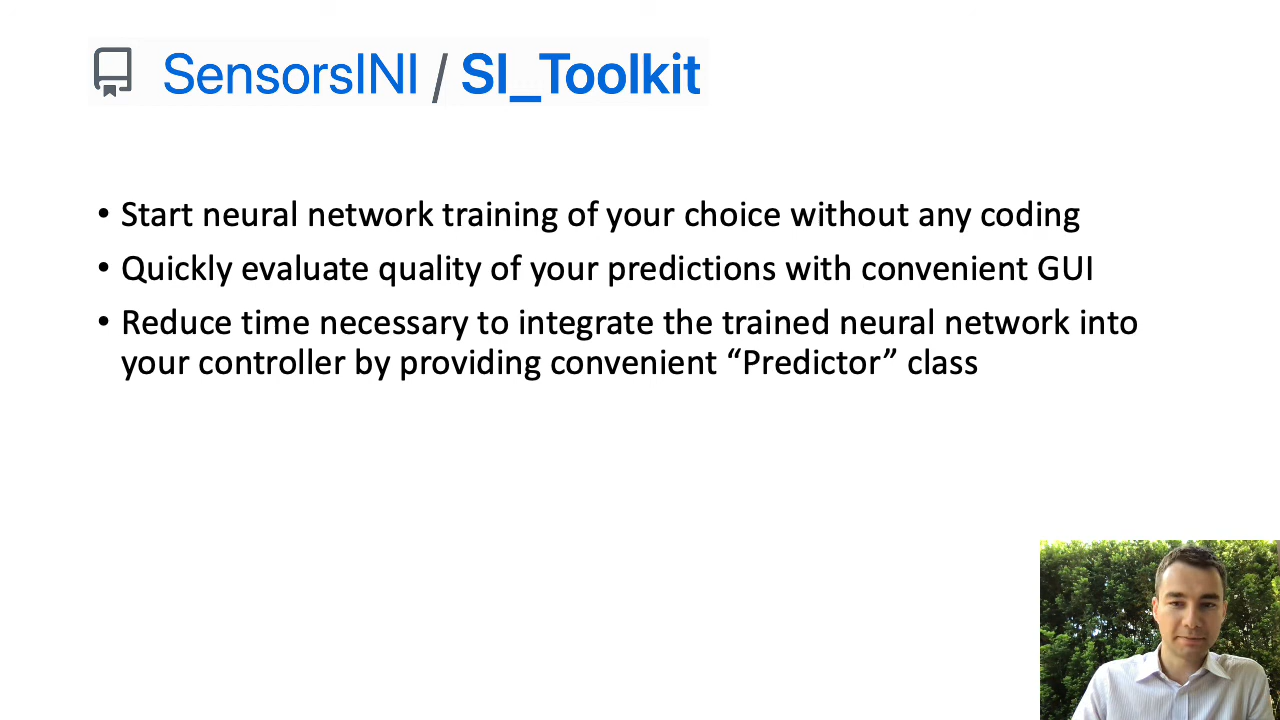 SensorsINI / SI_Toolkit
• Start neural network training of your choice without any coding
• Quickly evaluate quality of your predictions with convenient GUI
• Reduce time necessary to integrate the trained neural network into
your controller by providing convenient “Predictor” class